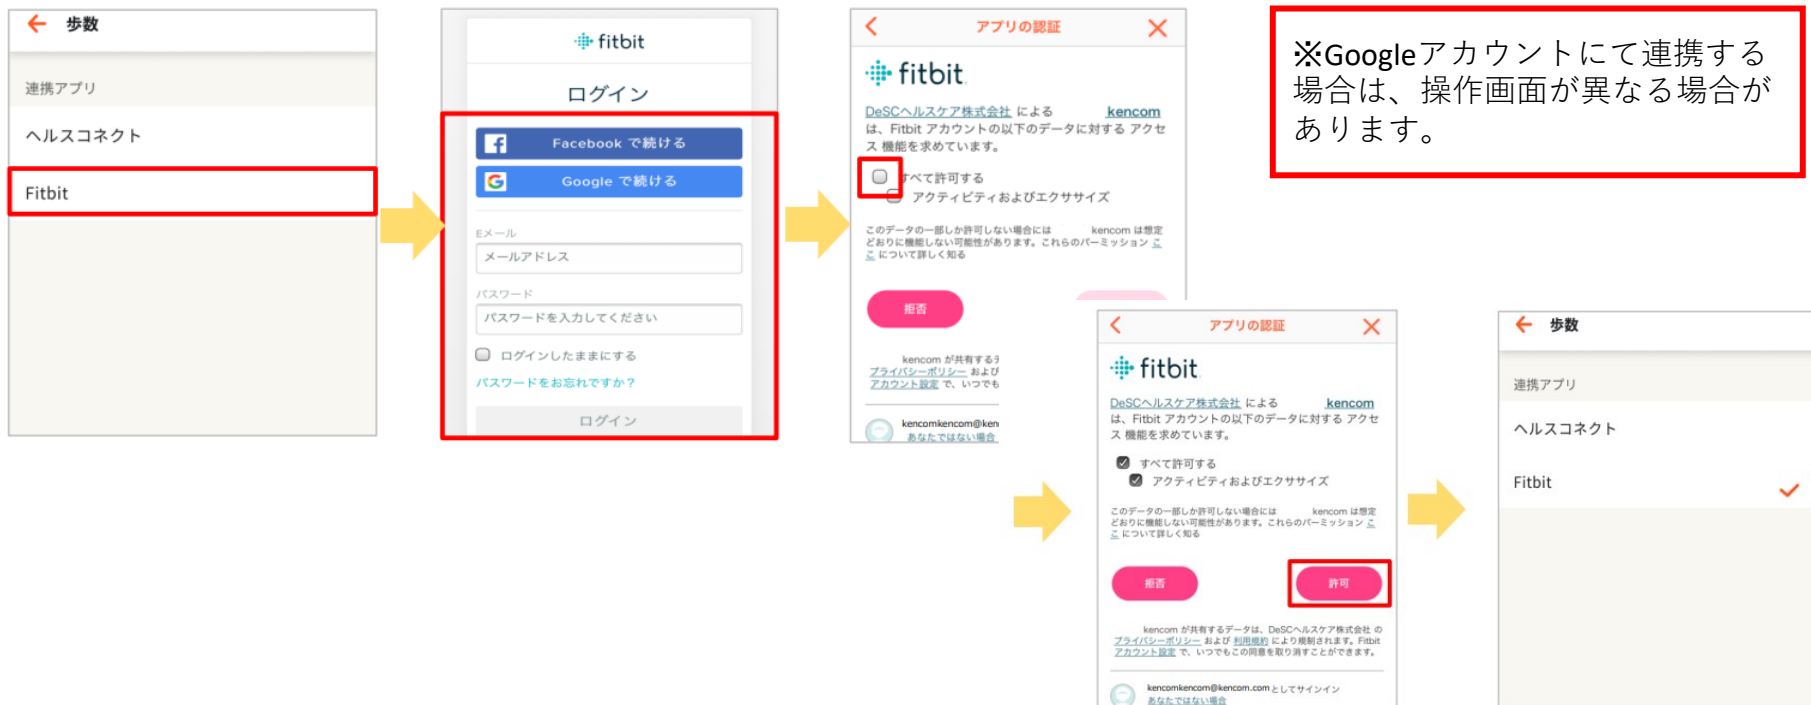 歩数
連携アプリ
ヘルスコネクト
Fitbit
fitbit
ログイン
Facebook で続ける
Google で続ける
Eメール
メールアドレス
パスワード
パスワードを入力してください
ログインしたままにする
パスワードをお忘れですか？
ログイン
アプリの認証
fitbit
DeSCヘルスケア株式会社 による kencom
は、Fitbit アカウントの以下のデータに対する アクセ
ス 機能を求めています。
すべて許可する
アクティビティおよびエクササイズ
このデータの一部しか許可しない場合には kencom は想定
どおりに機能しない可能性があります。これらのパーミッション こ
こ について詳しく知る
拒否
kencom が共有するデ
プライバシーポリシー および
アカウント設定 で、いつでも
kencomkencom@ken
あなたではない場合
※Googleアカウントにて連携する
場合は、操作画面が異なる場合が
あります。
アプリの認証
fitbit
DeSCヘルスケア株式会社 による kencom
は、Fitbit アカウントの以下のデータに対する アクセ
ス 機能を求めています。
すべて許可する
アクティビティおよびエクササイズ
このデータの一部しか許可しない場合には kencom は想定
どおりに機能しない可能性があります。これらのパーミッション こ
こ について詳しく知る
拒否
許可
kencom が共有するデータは、DeSCヘルスケア株式会社 の
プライバシーポリシー および 利用規約 により規制されます。Fitbit
アカウント設定 で、いつでもこの同意を取り消すことができます。
kencomkencom@kencom.com としてサインイン
あなたではない場合
歩数
連携アプリ
ヘルスコネクト
Fitbit